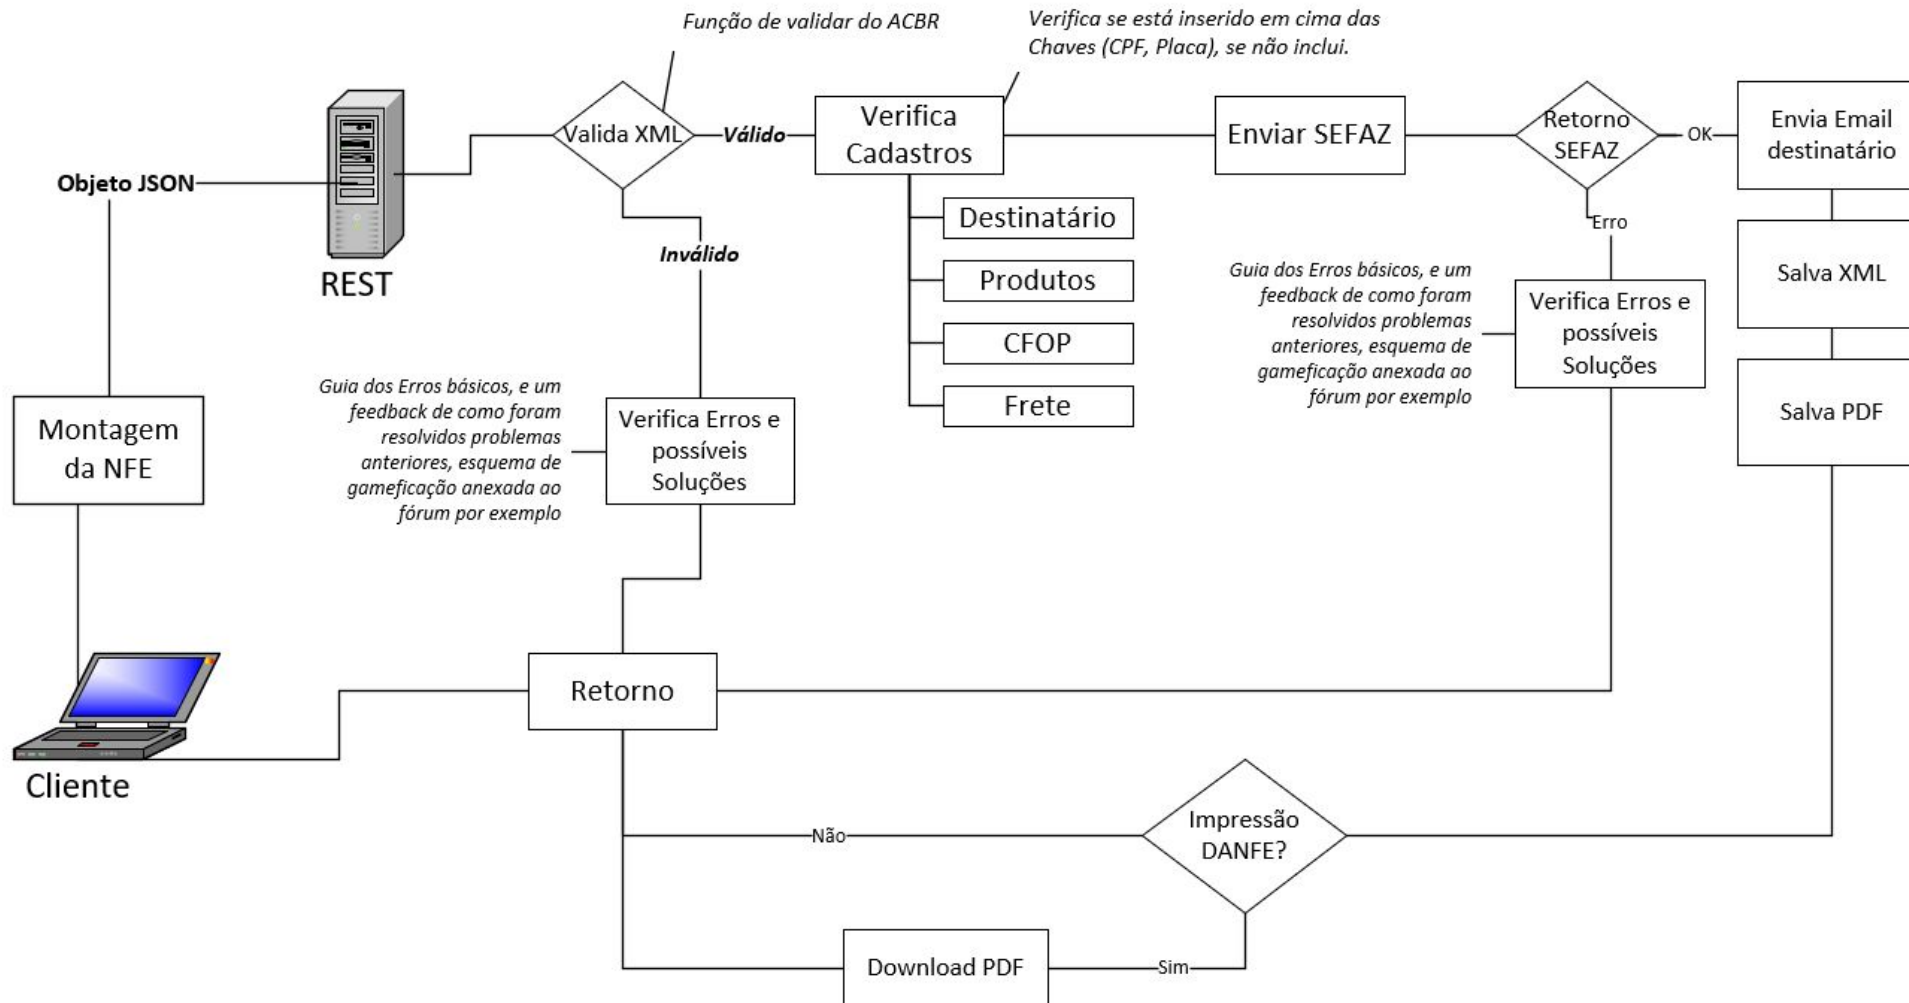 Função de validar do ACBR
Verifica se está inserido em cima das
Chaves (CPF, Placa), se não inclui.
Objeto JSON
REST
Valida XML
Válido
Verifica
Cadastros
Enviar SEFAZ
Retorno
SEFAZ
OK
Envia Email
destinatário
Destinatário
Produtos
CFOP
Frete
Inválido
Erro
Salva XML
Salva PDF
Guia dos Erros básicos, e um
feedback de como foram
resolvidos problemas
anteriores, esquema de
gameficação anexada ao
fórum por exemplo
Verifica Erros e
possíveis
Soluções
Montagem
da NFE
Guia dos Erros básicos, e um
feedback de como foram
resolvidos problemas
anteriores, esquema de
gameficação anexada ao
fórum por exemplo
Verifica Erros e
possíveis
Soluções
Retorno
Cliente
Não
Impressão
DANFE?
Download PDF
Sim